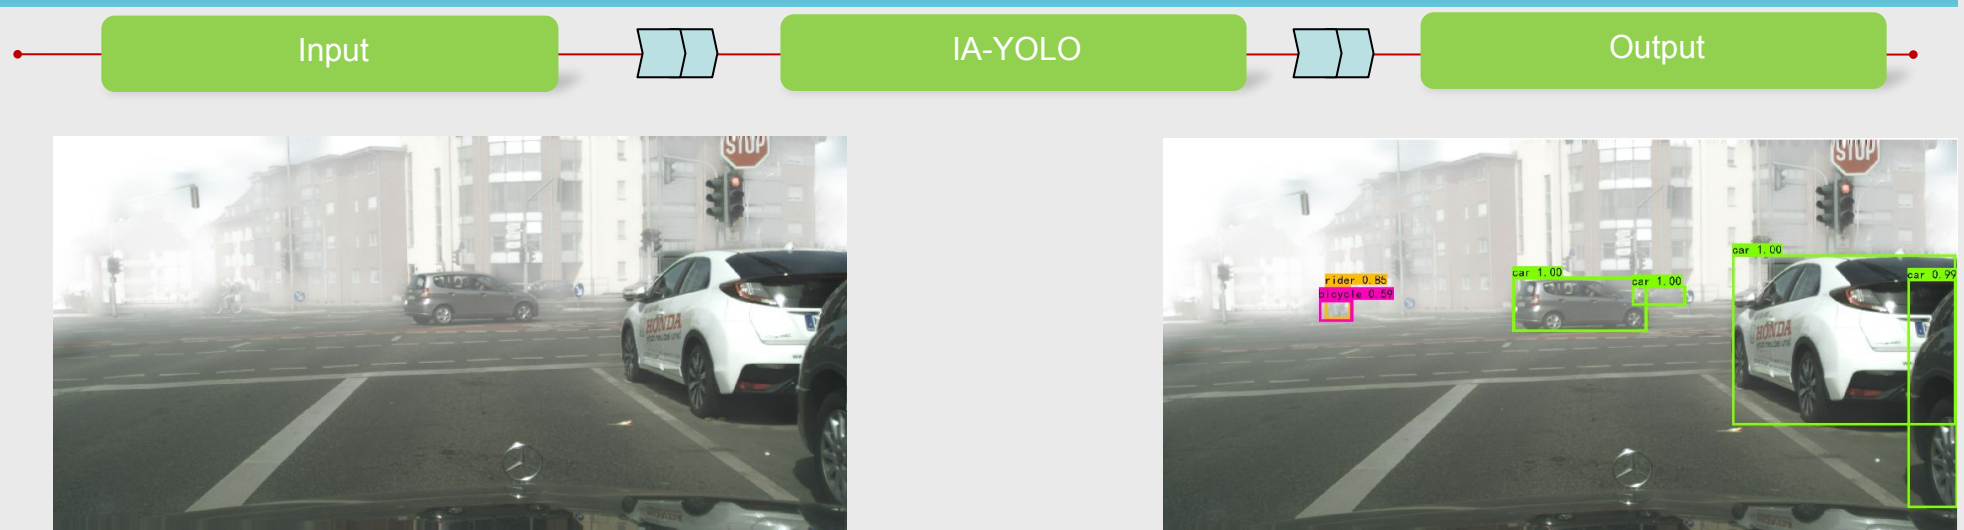 Input
IA-YOLO
Output
STOP
HONDA
STOP
car 1.00
rider 0.85
bicycle 0.59
car 1.00
car 1.00
car 0.99
HONDA